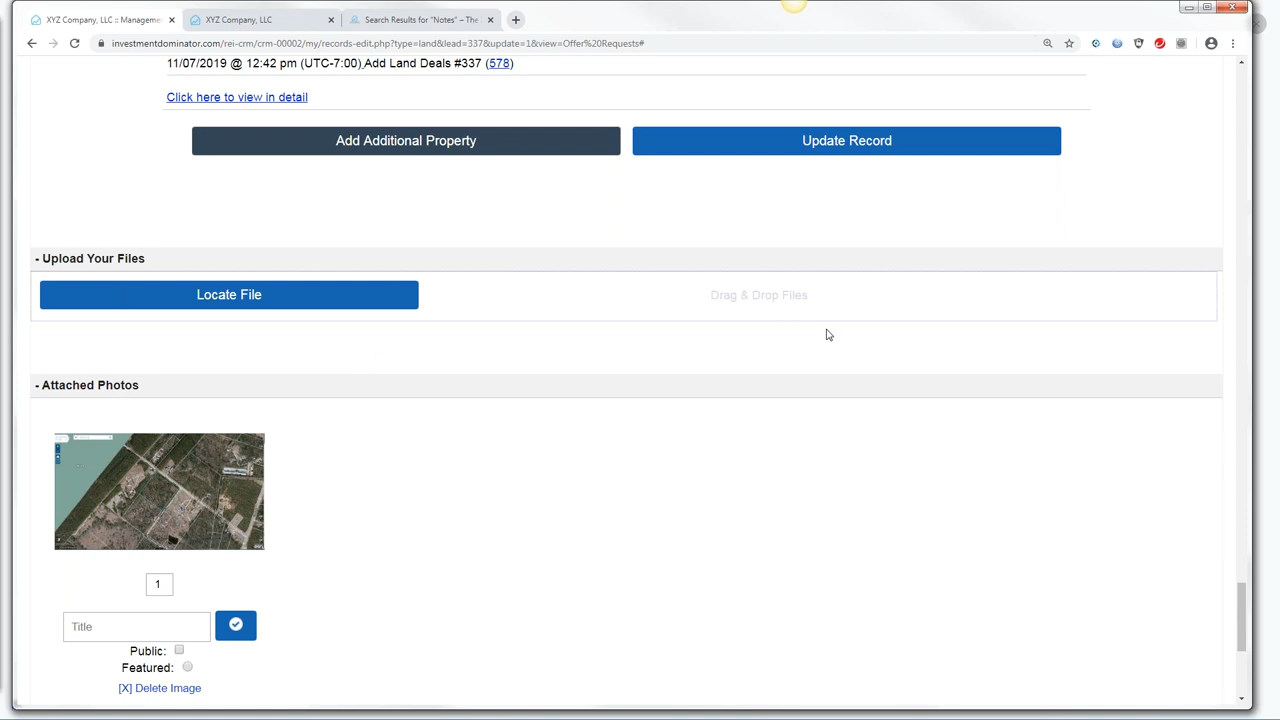 XYZ Company, LLC :: Manageme
XYZ Company, LLC
Search Results for "Notes" – The
investmentdominator.com/rei-crm/crm-00002/my/records-edit.php?type=land&lead=337&update=1&view=Offer%20Requests#
11/07/2019 @ 12:42 pm (UTC-7:00) Add Land Deals #337 (578)
Click here to view in detail
Add Additional Property
Update Record
- Upload Your Files
Locate File
Drag & Drop Files
- Attached Photos
1
Title
Public:
Featured:
[X] Delete Image